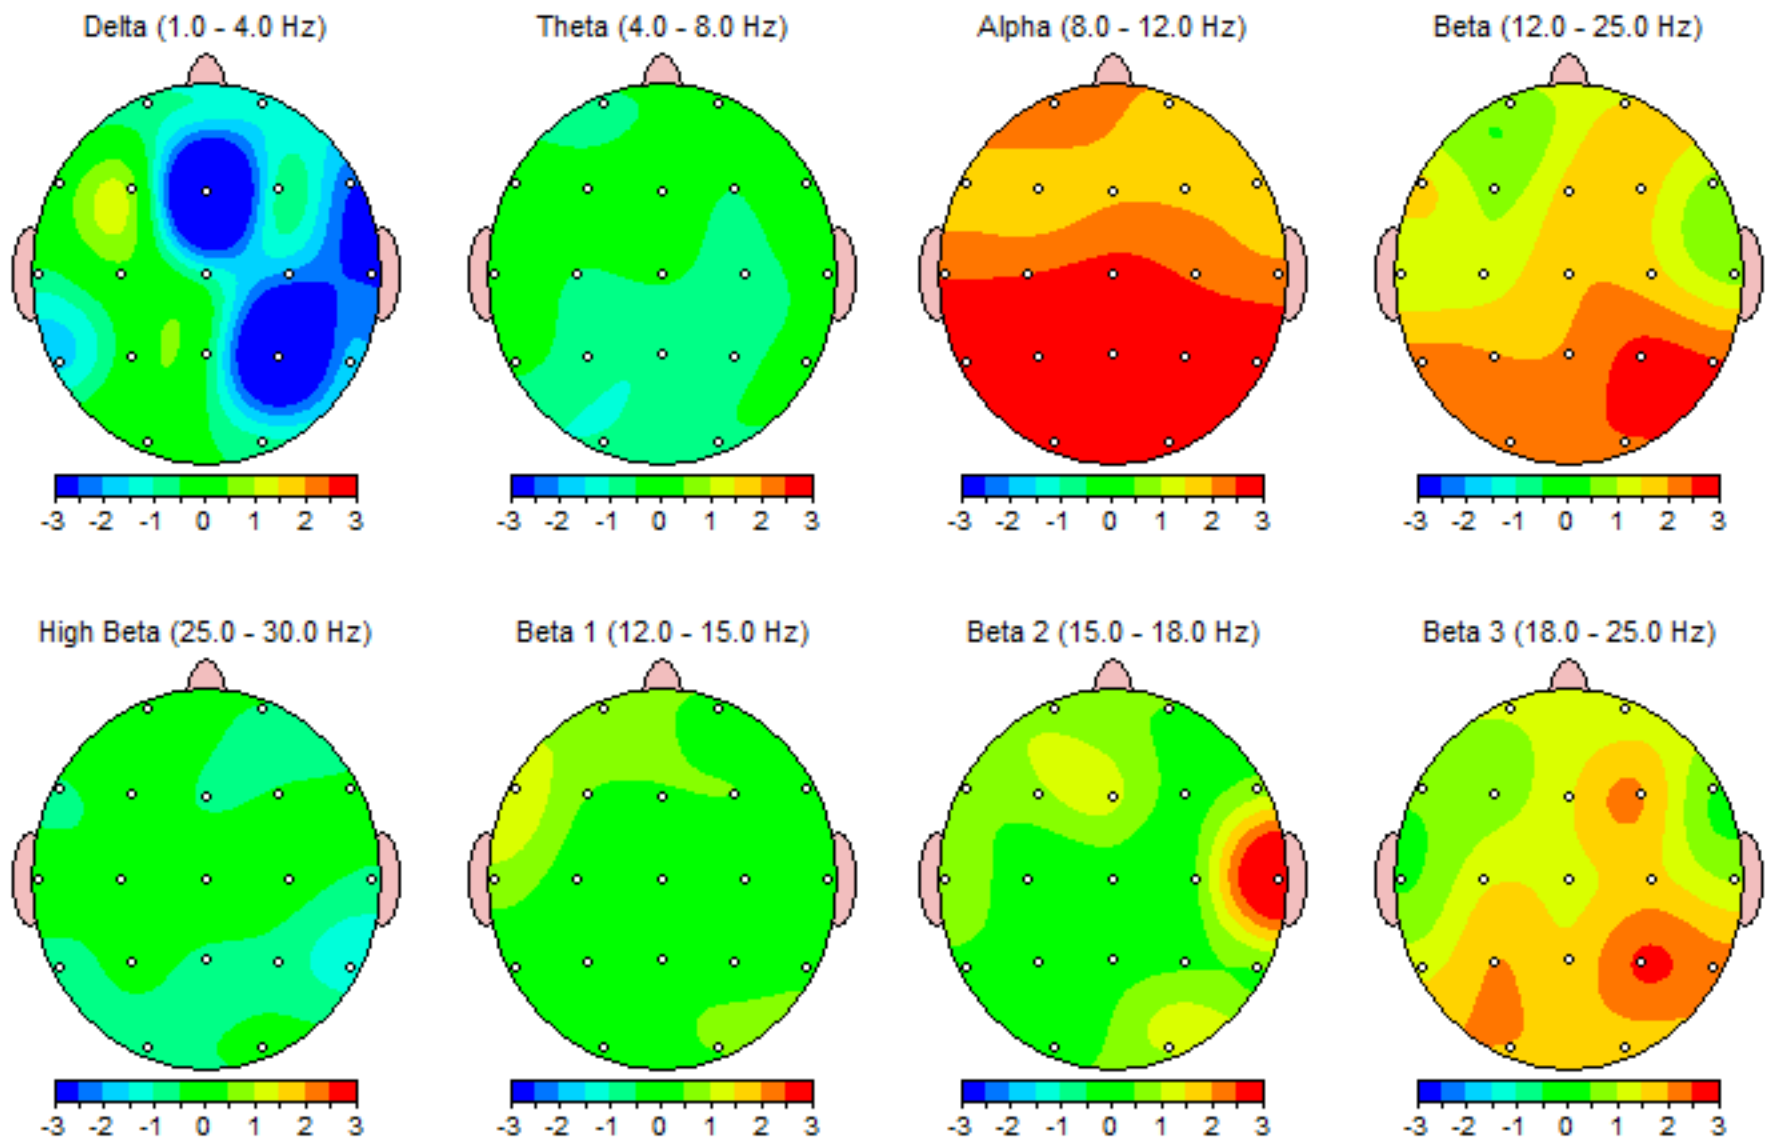 Delta (1.0 - 4.0 Hz) Theta (4.0 - 8.0 Hz) Alpha (8.0 - 12.0 Hz) Beta (12.0 - 25.0 Hz)
-3 -2 -1 0 1 2 3 -3 -2 -1 0 1 2 3 -3 -2 -1 0 1 2 3 -3 -2 -1 0 1 2 3
High Beta (25.0 - 30.0 Hz) Beta 1 (12.0 - 15.0 Hz) Beta 2 (15.0 - 18.0 Hz) Beta 3 (18.0 - 25.0 Hz)
-3 -2 -1 0 1 2 3 -3 -2 -1 0 1 2 3 -3 -2 -1 0 1 2 3 -3 -2 -1 0 1 2 3